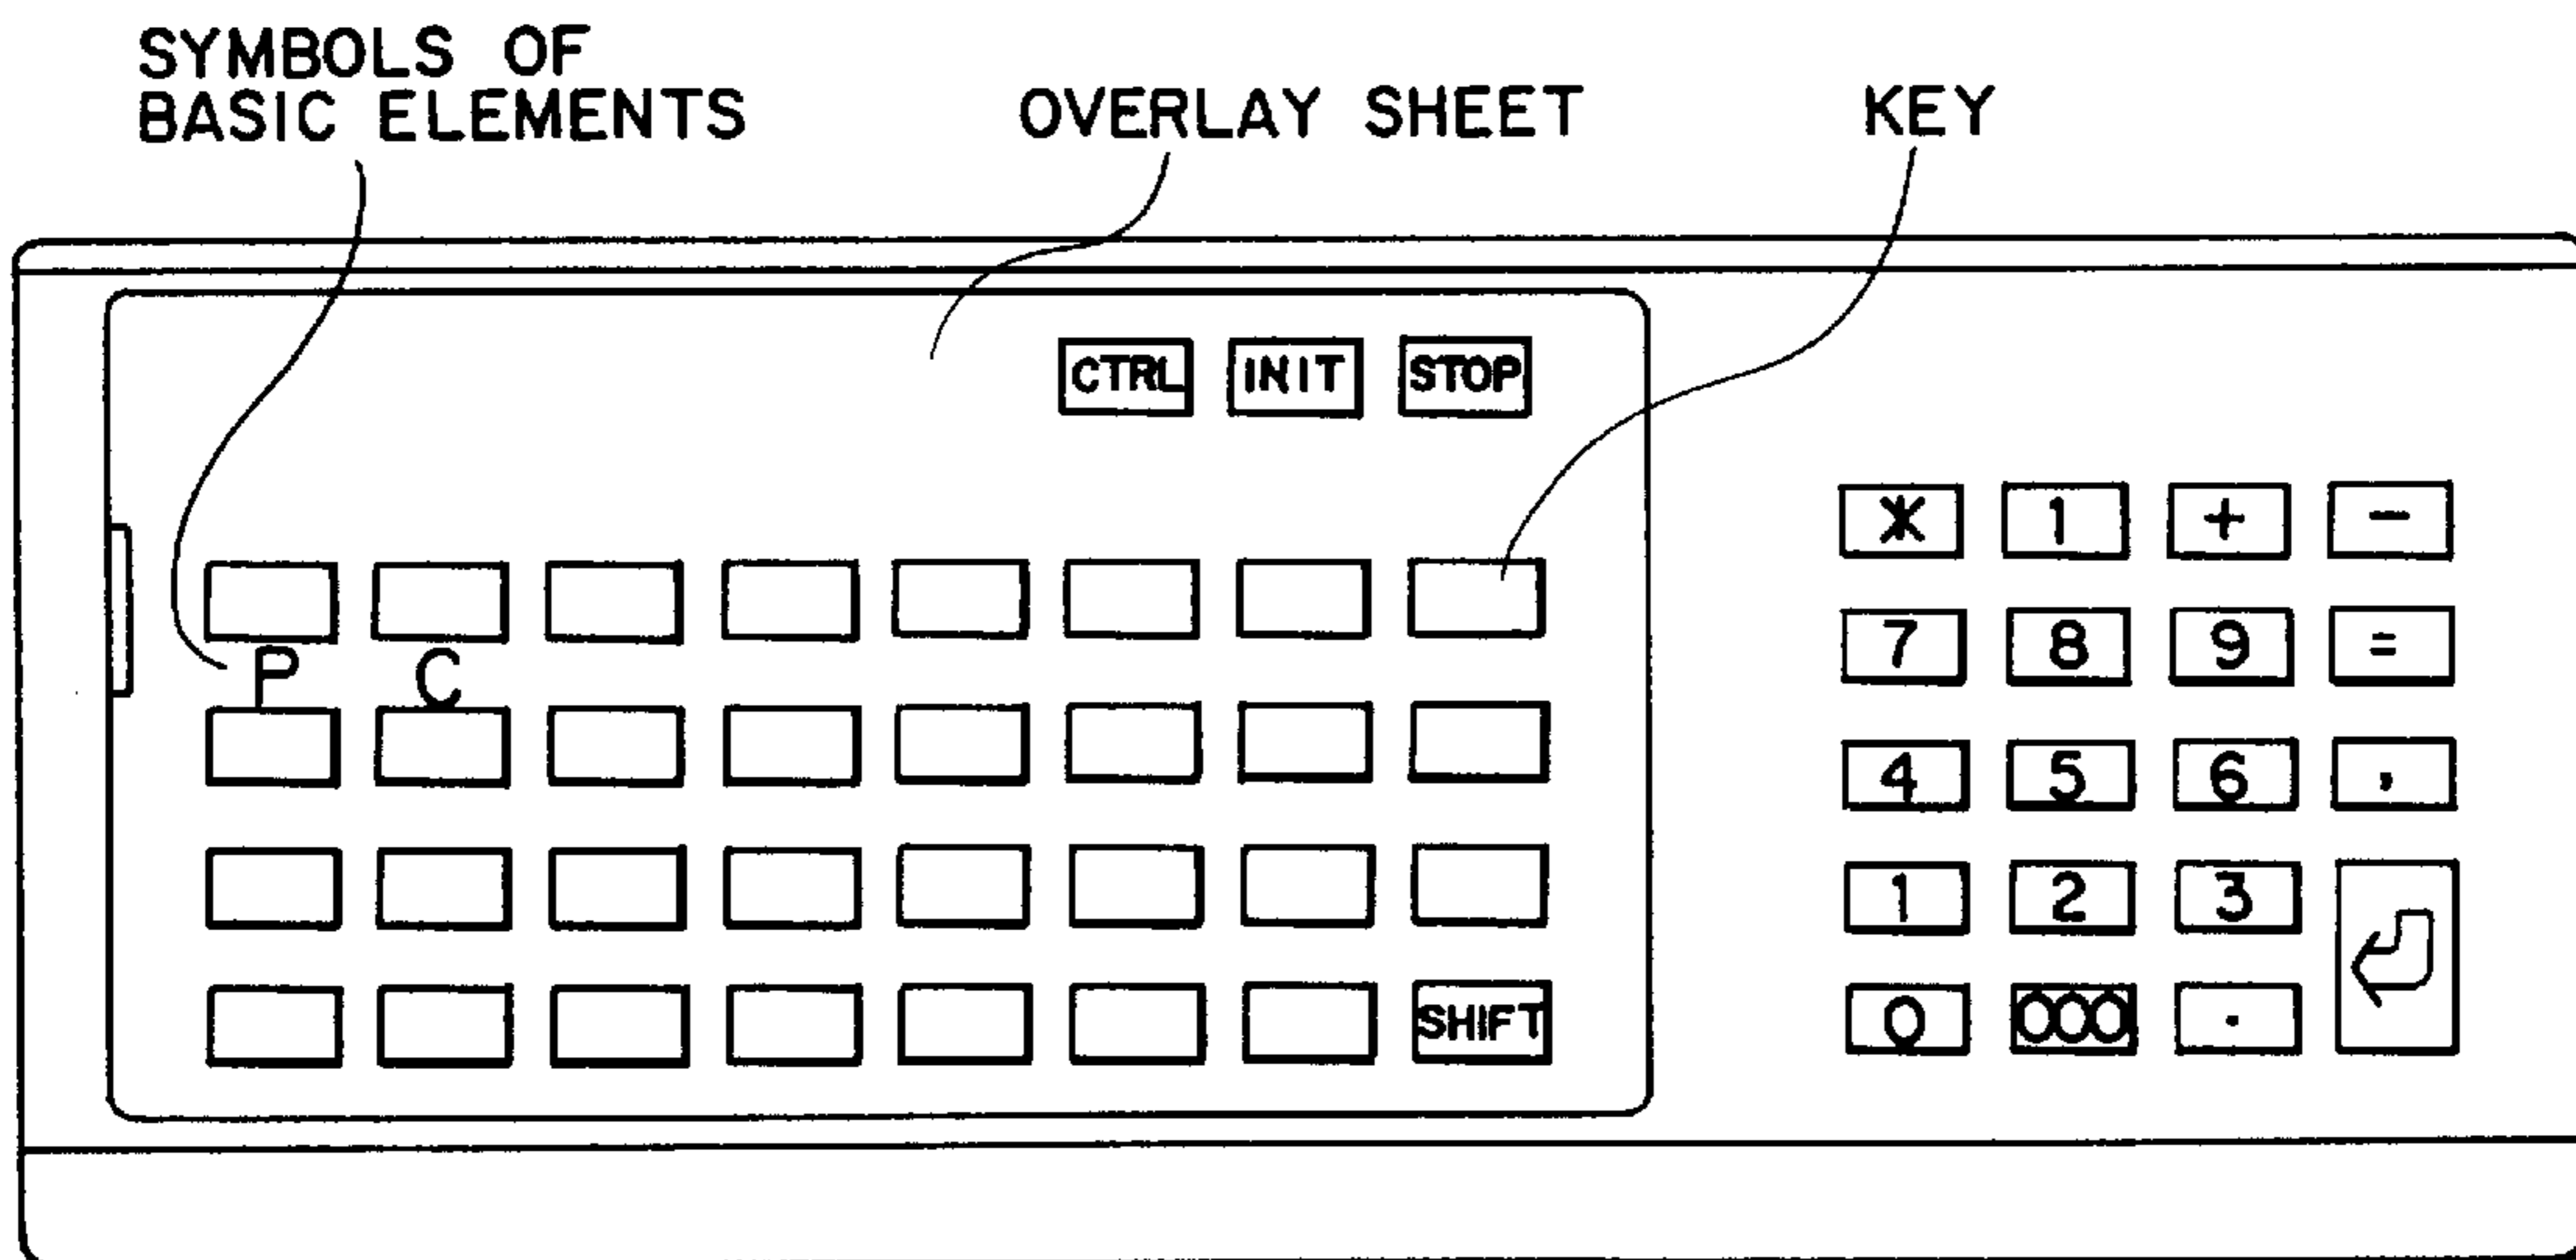 SYMBOLS OF
BASIC ELEMENTS
OVERLAY SHEET
KEY
CTRL INIT STOP
* 1 + -
P C
7 8 9 =
4 5 6 ,
1 2 3
SHIFT
0 000 .